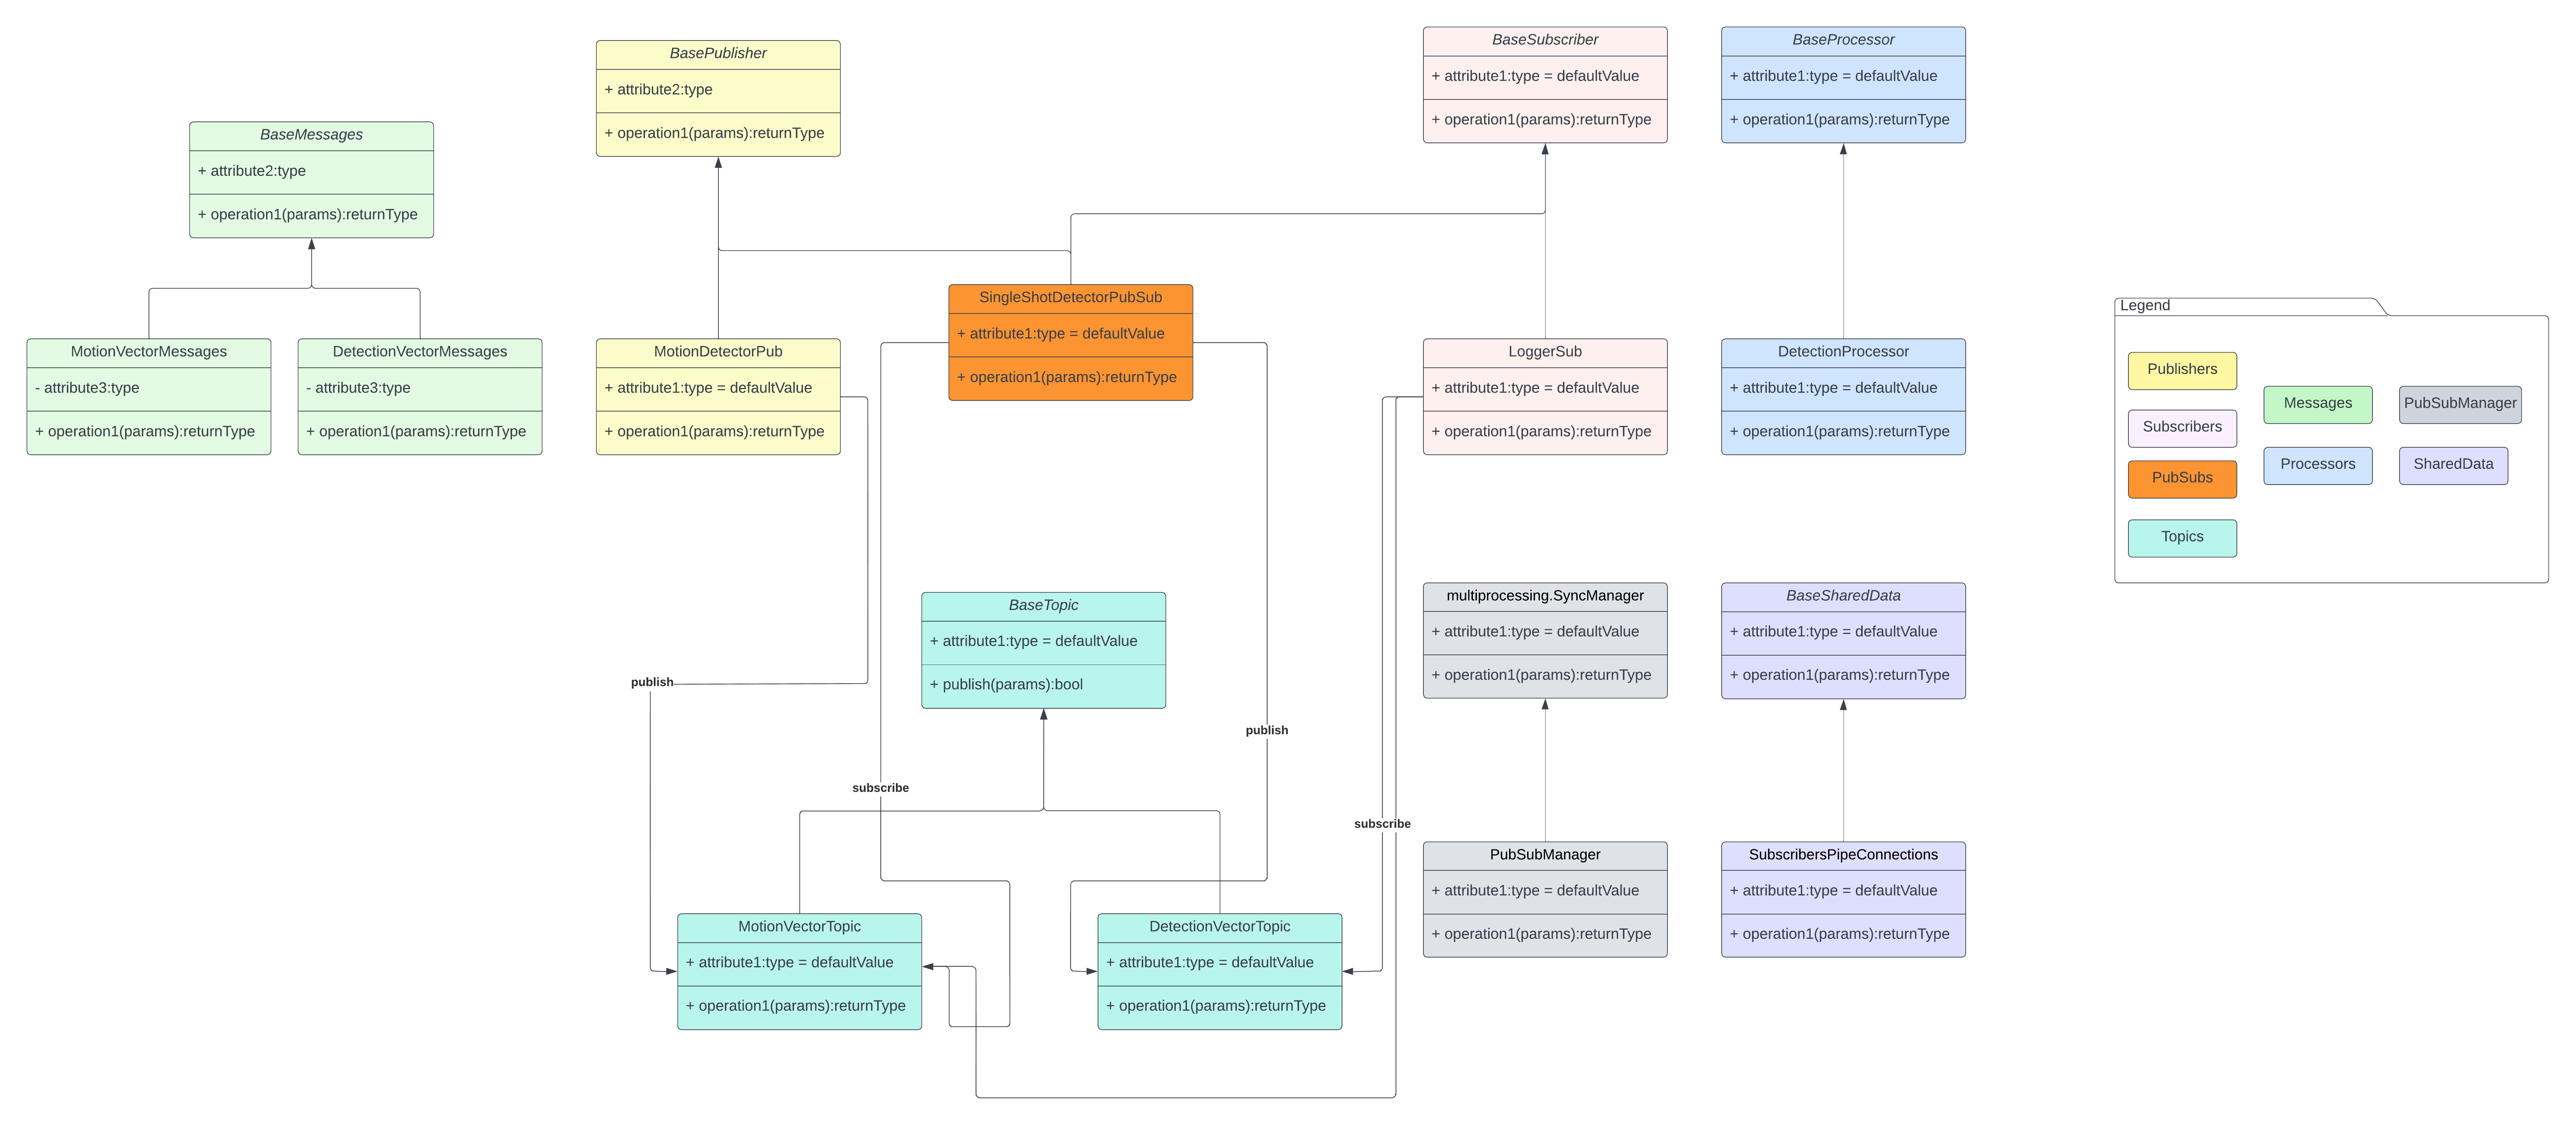 BaseMessages
+ attribute2:type
+ operation1(params):returnType
MotionVectorMessages
- attribute3:type
+ operation1(params):returnType
DetectionVectorMessages
- attribute3:type
+ operation1(params):returnType
BasePublisher
+ attribute2:type
+ operation1(params):returnType
MotionDetectorPub
+ attribute1:type = defaultValue
+ operation1(params):returnType
SingleShotDetectorPubSub
+ attribute1:type = defaultValue
+ operation1(params):returnType
BaseSubscriber
+ attribute1:type = defaultValue
+ operation1(params):returnType
LoggerSub
+ attribute1:type = defaultValue
+ operation1(params):returnType
BaseProcessor
+ attribute1:type = defaultValue
+ operation1(params):returnType
DetectionProcessor
+ attribute1:type = defaultValue
+ operation1(params):returnType
BaseTopic
+ attribute1:type = defaultValue
+ publish(params):bool
publish
subscribe
publish
subscribe
MotionVectorTopic
+ attribute1:type = defaultValue
+ operation1(params):returnType
DetectionVectorTopic
+ attribute1:type = defaultValue
+ operation1(params):returnType
multiprocessing.SyncManager
+ attribute1:type = defaultValue
+ operation1(params):returnType
PubSubManager
+ attribute1:type = defaultValue
+ operation1(params):returnType
BaseSharedData
+ attribute1:type = defaultValue
+ operation1(params):returnType
SubscribersPipeConnections
+ attribute1:type = defaultValue
+ operation1(params):returnType
Legend
Publishers
Subscribers
PubSubs
Topics
Messages
Processors
PubSubManager
SharedData